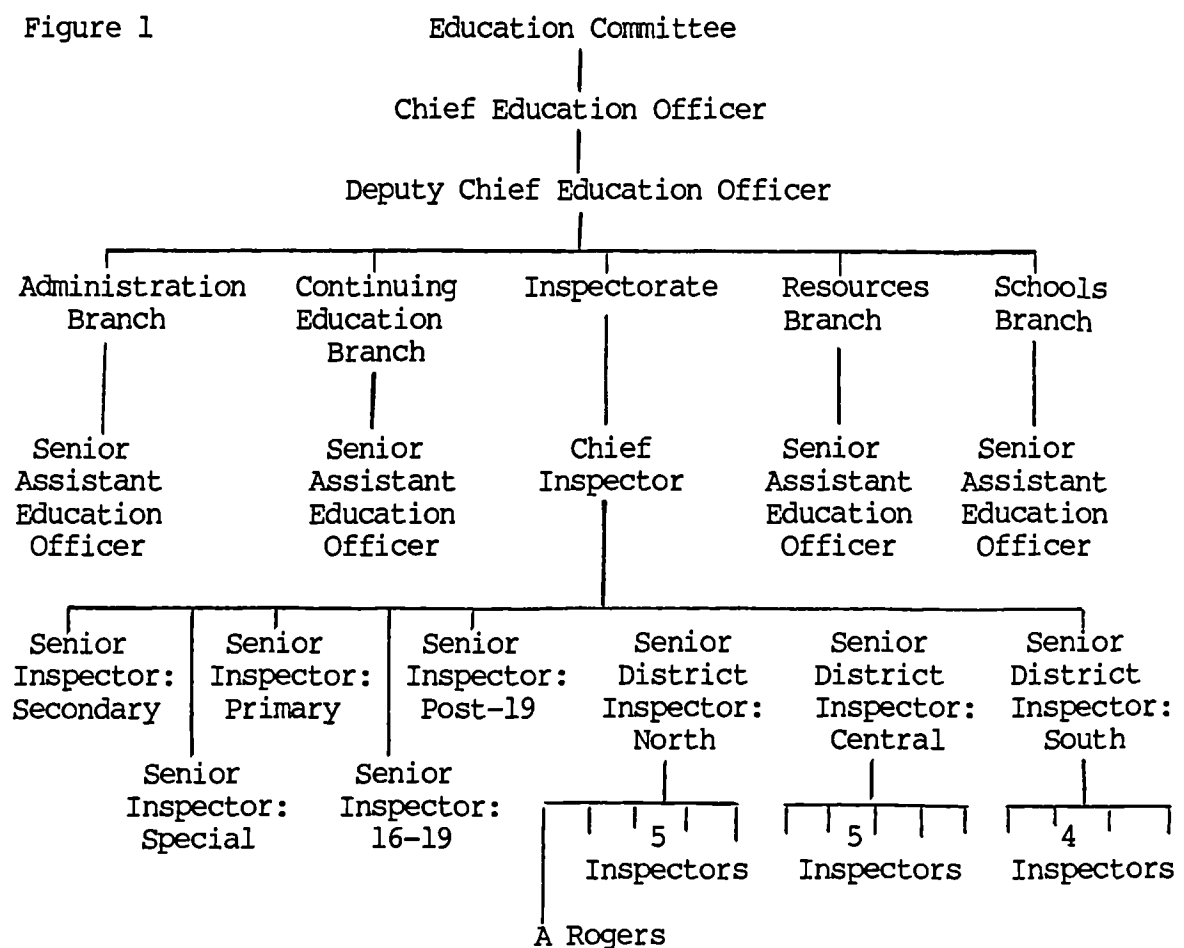 Figure 1
Education Committee
Chief Education Officer
Deputy Chief Education Officer
Administration
Branch
Continuing
Education
Branch
Inspectorate
Resources
Branch
Schools
Branch
Senior
Assistant
Education
Officer
Senior
Assistant
Education
Officer
Chief
Inspector
Senior
Assistant
Education
Officer
Senior
Assistant
Education
Officer
Senior
Inspector:
Secondary
Senior
Inspector:
Special
Senior
Inspector:
Primary
Senior
Inspector:
16-19
Senior
Inspector:
Post-19
Senior
District
Inspector:
North
Senior
District
Inspector:
Central
Senior
District
Inspector:
South
5
Inspectors
5
Inspectors
4
Inspectors
A Rogers